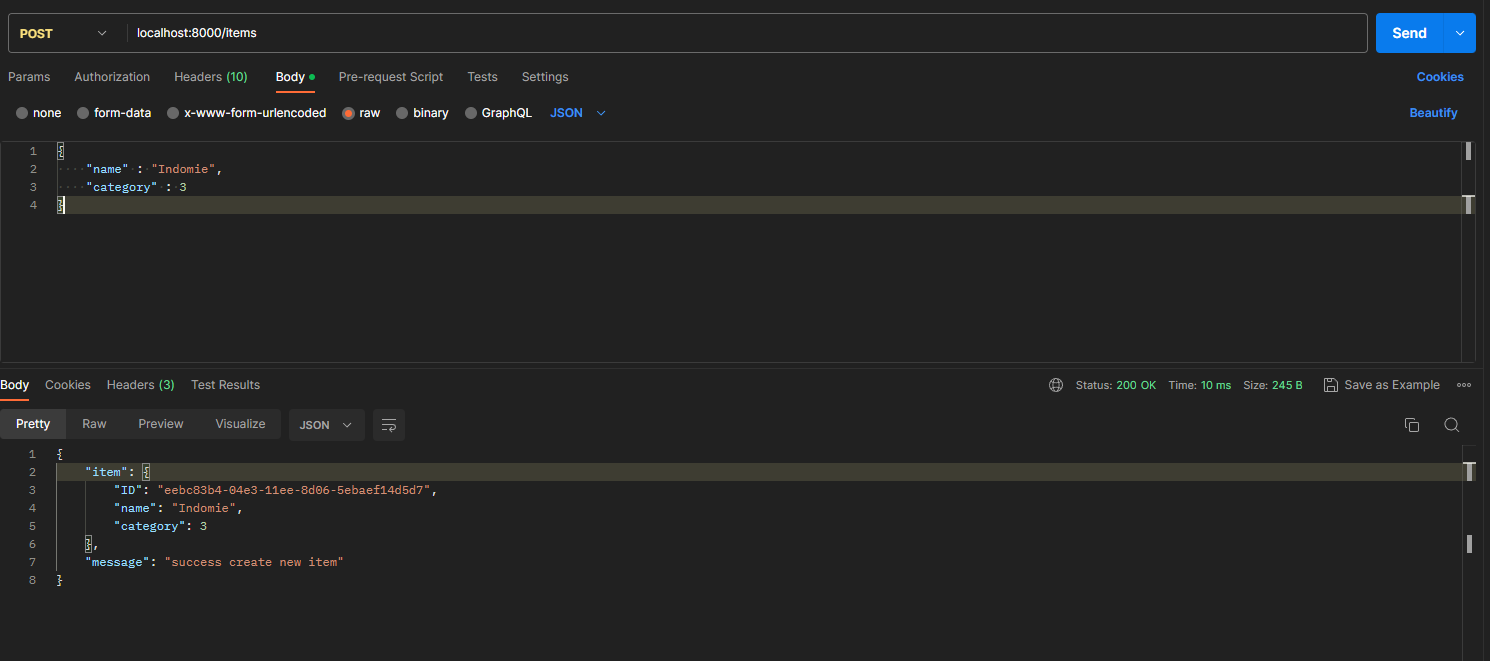 POST localhost:8000/items Send
Params Authorization Headers (10) Body Pre-request Script Tests Settings Cookies
none form-data x-www-form-urlencoded raw binary GraphQL JSON Beautify
1 {
2 ····"name"·:·"Indomie",
3 ····"category"·:·3
4 }
Body Cookies Headers (3) Test Results Status: 200 OK Time: 10 ms Size: 245 B Save as Example
Pretty Raw Preview Visualize JSON
1 {
2 "item": {
3 "ID": "eebc83b4-04e3-11ee-8d06-5ebaef14d5d7",
4 "name": "Indomie",
5 "category": 3
6 },
7 "message": "success create new item"
8 }